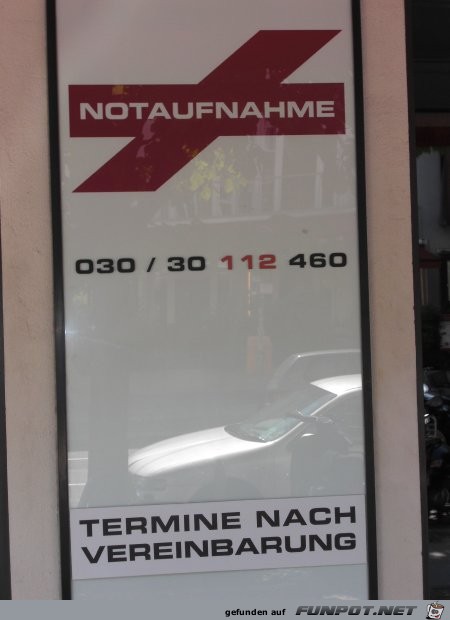 NOTAUFNAHME
030 / 30 112 460
TERMINE NACH
VEREINBARUNG
gefunden auf FUNPOT.NET